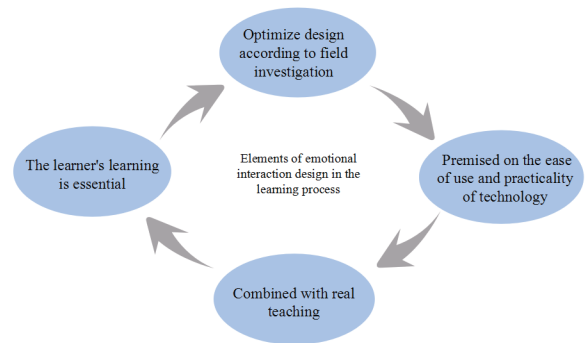 Optimize design
according to field
investigation
The learner's learning
is essential
Elements of emotional
interaction design in the
learning process
Premised on the ease
of use and practicality
of technology
Combined with real
teaching